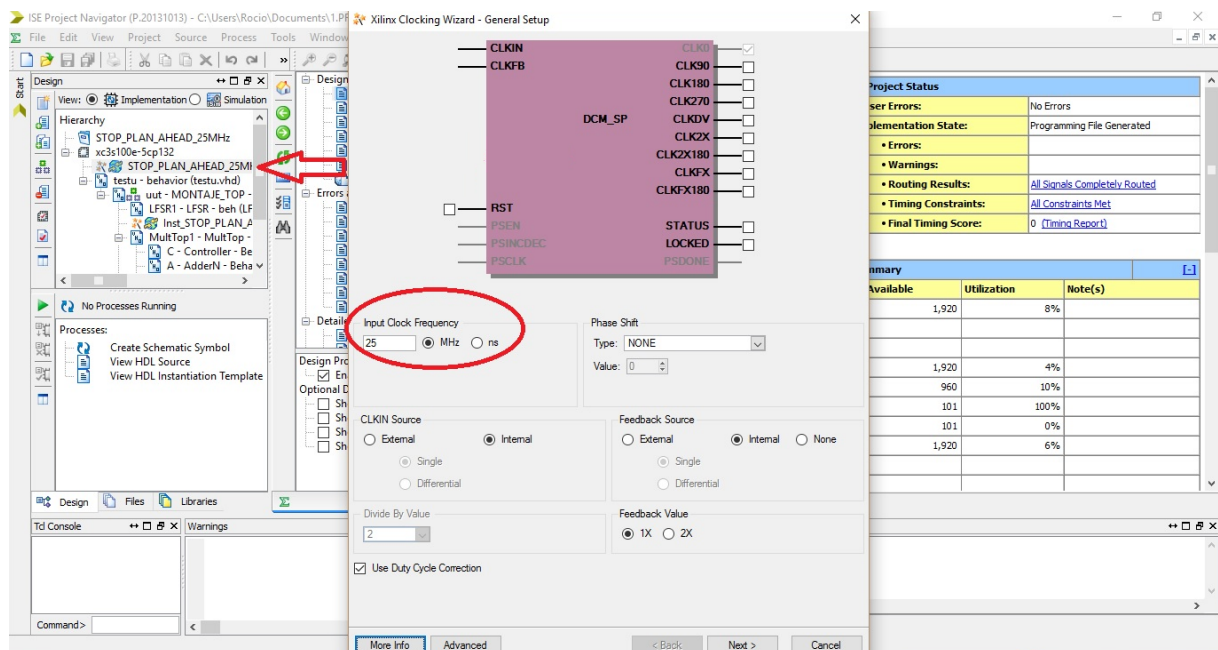 ISE Project Navigator (P.20131013) - C:\Users\Rocio\Documents\1.P
File Edit View Project Source Process Tools Window
Design
View: Implementation Simulation
Hierarchy
STOP_PLAN_AHEAD_25MHz
xc3s100e-5cp132
STOP_PLAN_AHEAD_25M
testu - behavior (testu.vhd)
uut - MONTAJE_TOP -
LFSR1 - LFSR - beh (LF
Inst_STOP_PLAN_A
MultTop1 - MultTop -
C - Controller - Be
A - AdderN - Beha
No Processes Running
Processes:
Create Schematic Symbol
View HDL Source
View HDL Instantiation Template
Start
Design Files Libraries
Design
Errors
Detaile
Design Pro
En
Optional D
Sh
Sh
Sh
Sh
Xilinx Clocking Wizard - General Setup
CLKIN
CLKFB
RST
PSEN
PSINCDEC
PSCLK
DCM_SP
CLK0
CLK90
CLK180
CLK270
CLKDV
CLK2X
CLK2X180
CLKFX
CLKFX180
STATUS
LOCKED
PSDONE
Input Clock Frequency
25 MHz ns
Phase Shift
Type: NONE
Value: 0
CLKIN Source
External Internal
Single
Differential
Feedback Source
External Internal None
Single
Differential
Divide By Value
2
Feedback Value
1X 2X
Use Duty Cycle Correction
More Info Advanced < Back Next > Cancel
Project Status
ser Errors: No Errors
plementation State: Programming File Generated
• Errors:
• Warnings:
• Routing Results: All Signals Completely Routed
• Timing Constraints: All Constraints Met
• Final Timing Score: 0 (Timing Report)
mmary [-]
Available Utilization Note(s)
1,920 8%
1,920 4%
960 10%
101 100%
101 0%
1,920 6%
Tcl Console
Warnings
Command>